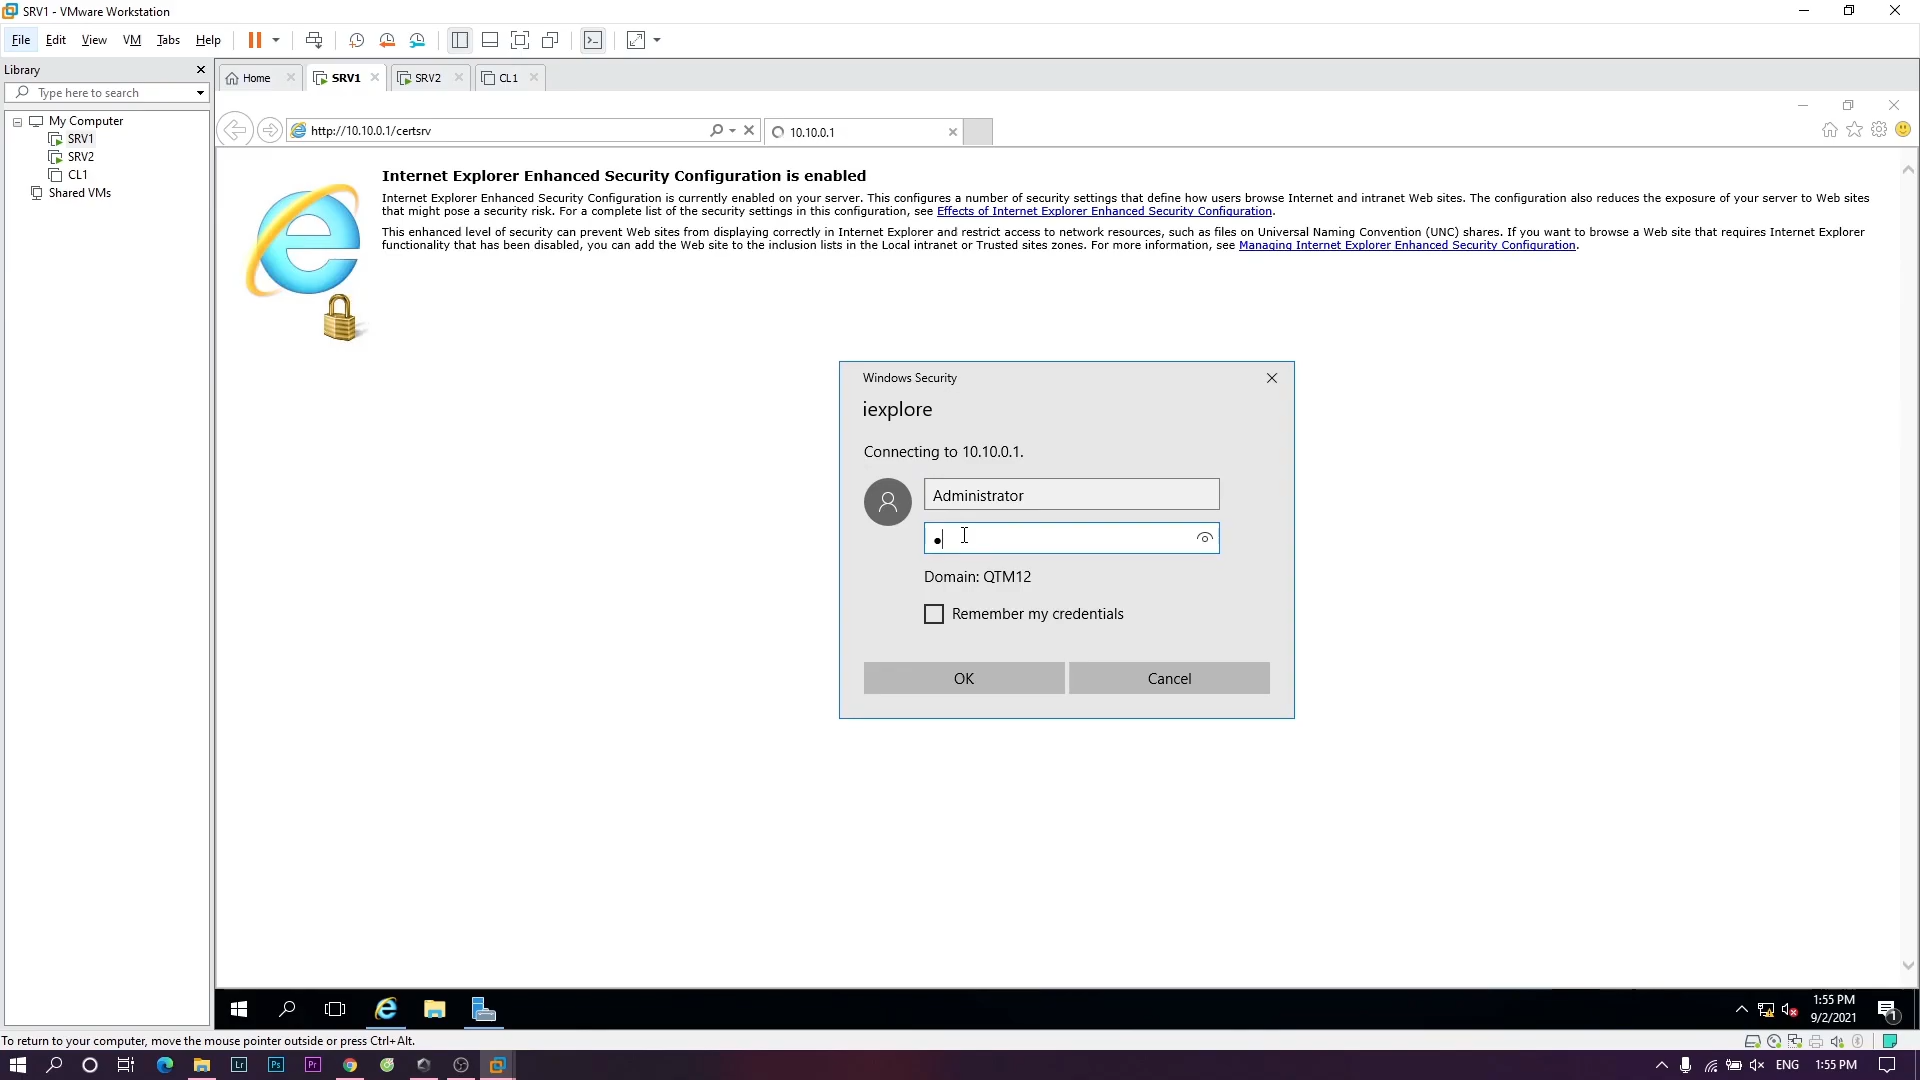 SRV1 - VMware Workstation
File Edit View VM Tabs Help
Library
Type here to search
My Computer
SRV1
SRV2
CL1
Shared VMs
Home SRV1 SRV2 CL1
http://10.10.0.1/certsrv
10.10.0.1
Internet Explorer Enhanced Security Configuration is enabled
Internet Explorer Enhanced Security Configuration is currently enabled on your server. This configures a number of security settings that define how users browse Internet and intranet Web sites. The configuration also reduces the exposure of your server to Web sites
that might pose a security risk. For a complete list of the security settings in this configuration, see Effects of Internet Explorer Enhanced Security Configuration.
This enhanced level of security can prevent Web sites from displaying correctly in Internet Explorer and restrict access to network resources, such as files on Universal Naming Convention (UNC) shares. If you want to browse a Web site that requires Internet Explorer
functionality that has been disabled, you can add the Web site to the inclusion lists in the Local intranet or Trusted sites zones. For more information, see Managing Internet Explorer Enhanced Security Configuration.
Windows Security
iexplore
Connecting to 10.10.0.1.
Administrator
Domain: QTM12
Remember my credentials
OK Cancel
1:55 PM
9/2/2021
1
To return to your computer, move the mouse pointer outside or press Ctrl+Alt.
Lr Ps Pr
ENG 1:55 PM